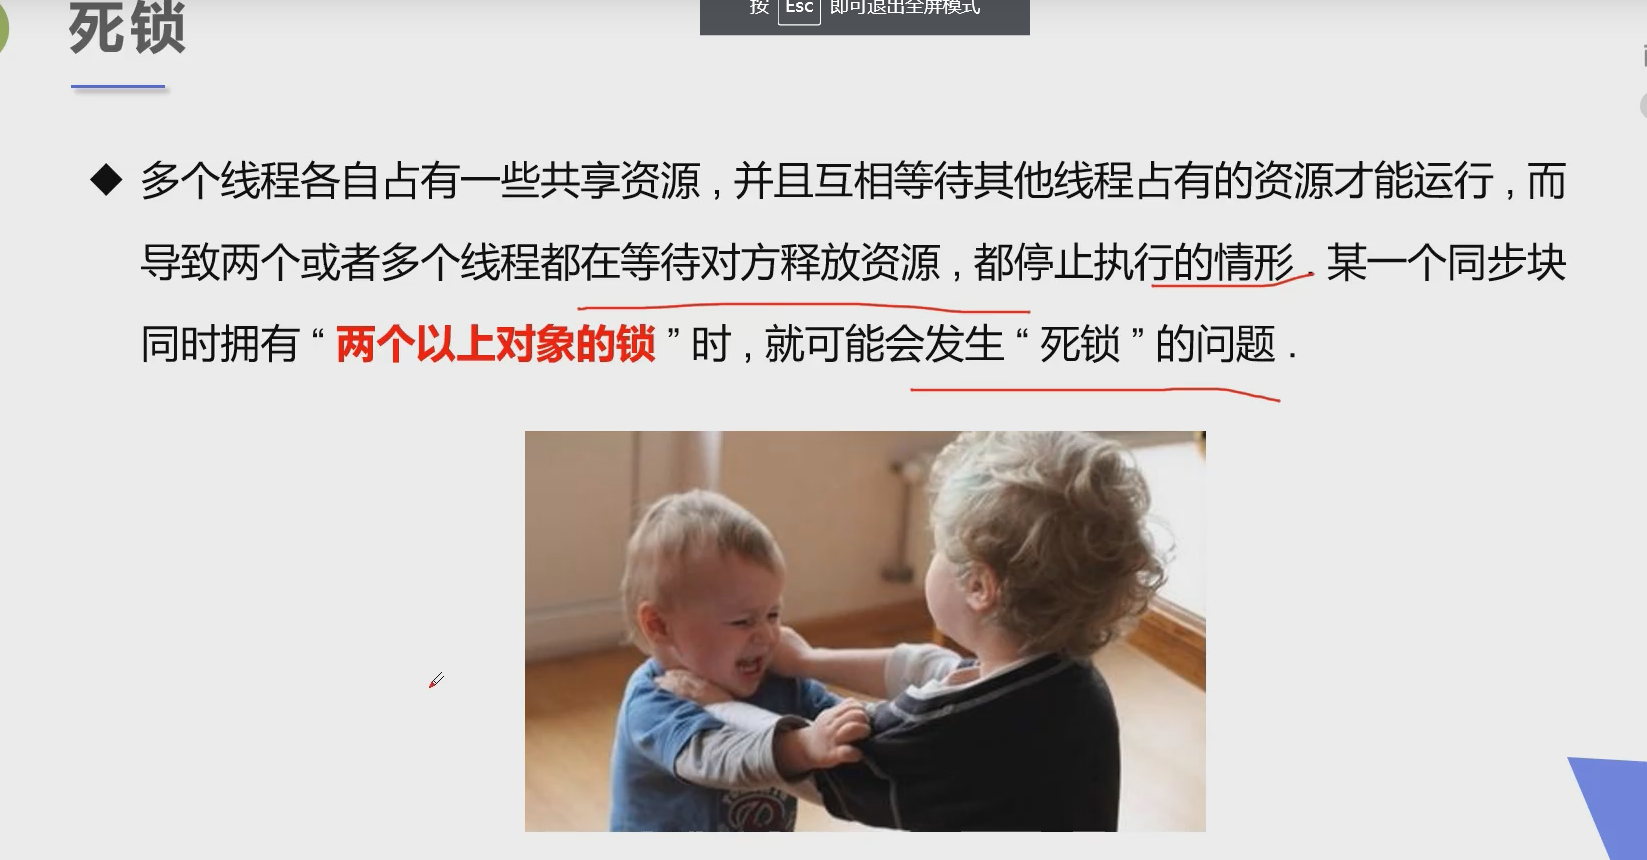 按 Esc 即可退出全屏模式
死锁
多个线程各自占有一些共享资源 , 并且互相等待其他线程占有的资源才能运行 , 而
导致两个或者多个线程都在等待对方释放资源 , 都停止执行的情形 . 某一个同步块
同时拥有 “ 两个以上对象的锁 ” 时 , 就可能会发生 “ 死锁 ” 的问题 .